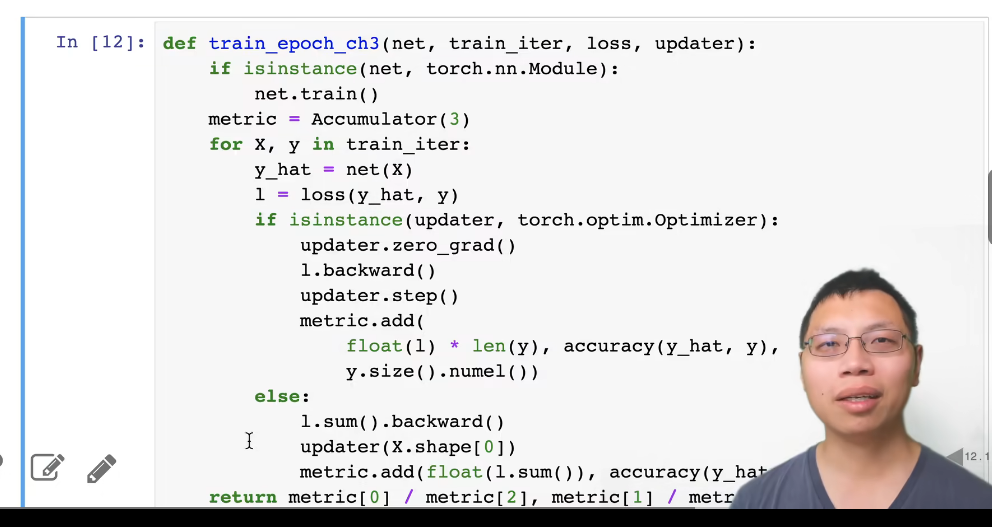 In [12]: def train_epoch_ch3(net, train_iter, loss, updater):
if isinstance(net, torch.nn.Module):
net.train()
metric = Accumulator(3)
for X, y in train_iter:
y_hat = net(X)
l = loss(y_hat, y)
if isinstance(updater, torch.optim.Optimizer):
updater.zero_grad()
l.backward()
updater.step()
metric.add(
float(l) * len(y), accuracy(y_hat, y),
y.size().numel())
else:
l.sum().backward()
updater(X.shape[0])
metric.add(float(l.sum()), accuracy(y_hat
return metric[0] / metric[2], metric[1] /
12.1